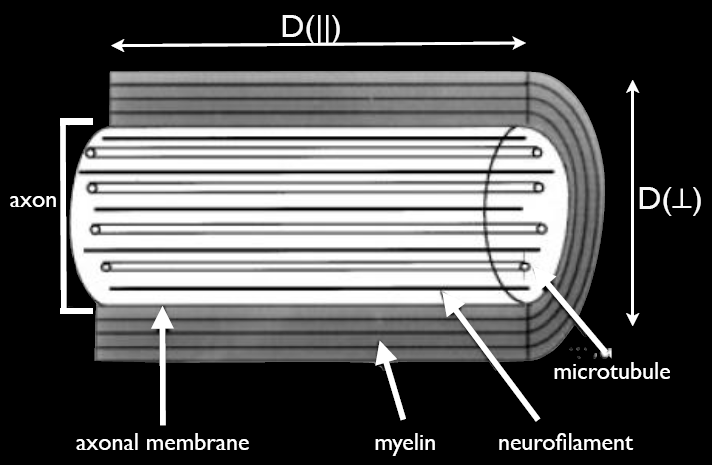 D(||)
axon
D(⊥)
microtubule
axonal membrane
myelin
neurofilament